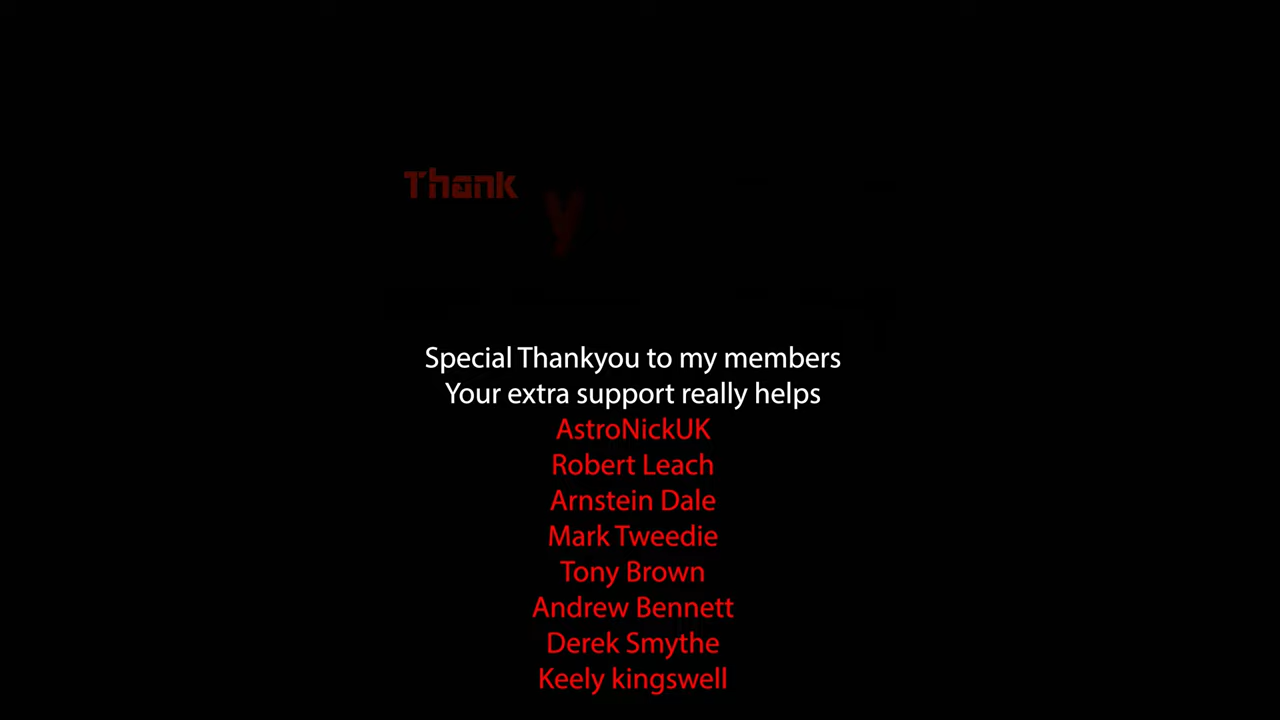 Thank
y
Special Thankyou to my members
Your extra support really helps
AstroNickUK
Robert Leach
Arnstein Dale
Mark Tweedie
Tony Brown
Andrew Bennett
Derek Smythe
Keely kingswell